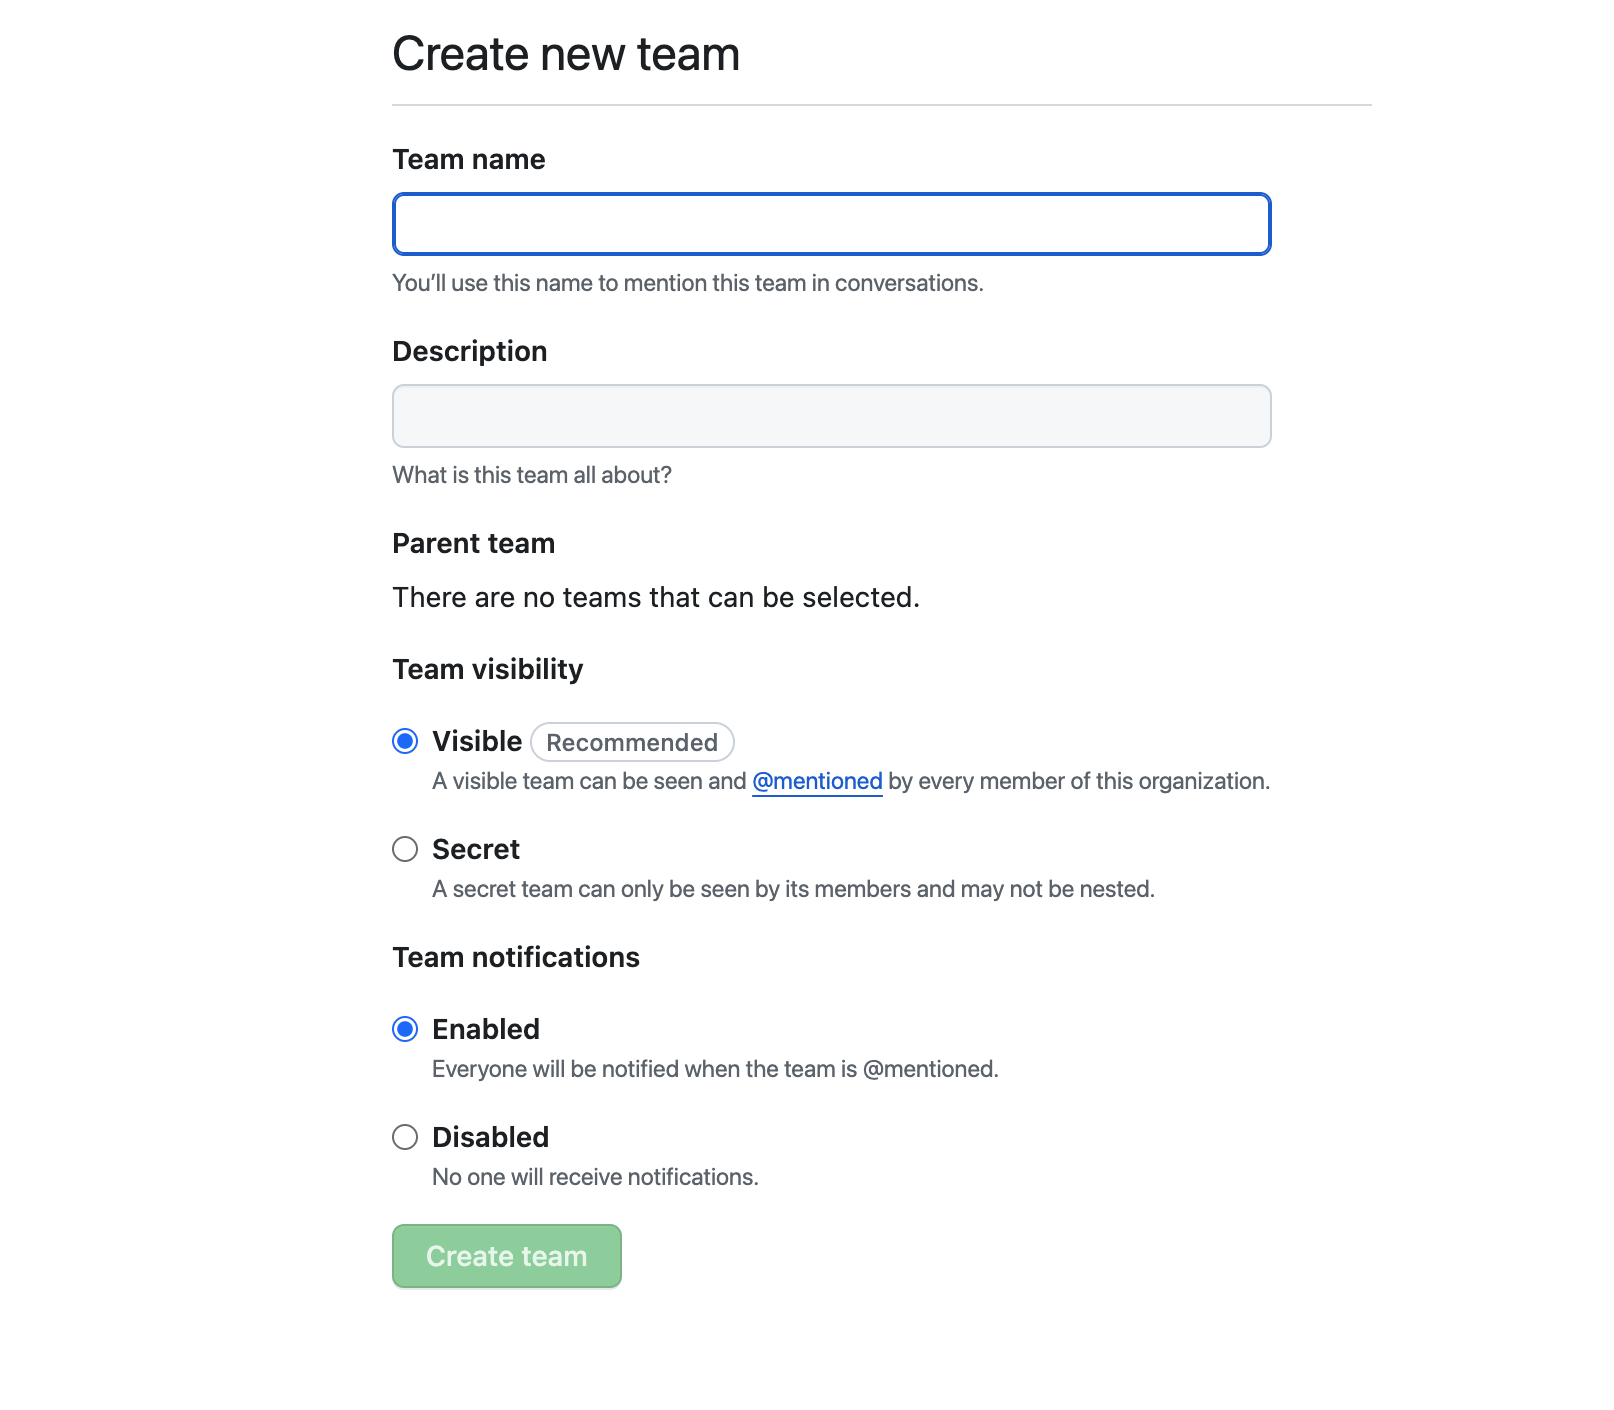 Create new team
Team name
You’ll use this name to mention this team in conversations.
Description
What is this team all about?
Parent team
There are no teams that can be selected.
Team visibility
Visible Recommended
A visible team can be seen and @mentioned by every member of this organization.
Secret
A secret team can only be seen by its members and may not be nested.
Team notifications
Enabled
Everyone will be notified when the team is @mentioned.
Disabled
No one will receive notifications.
Create team